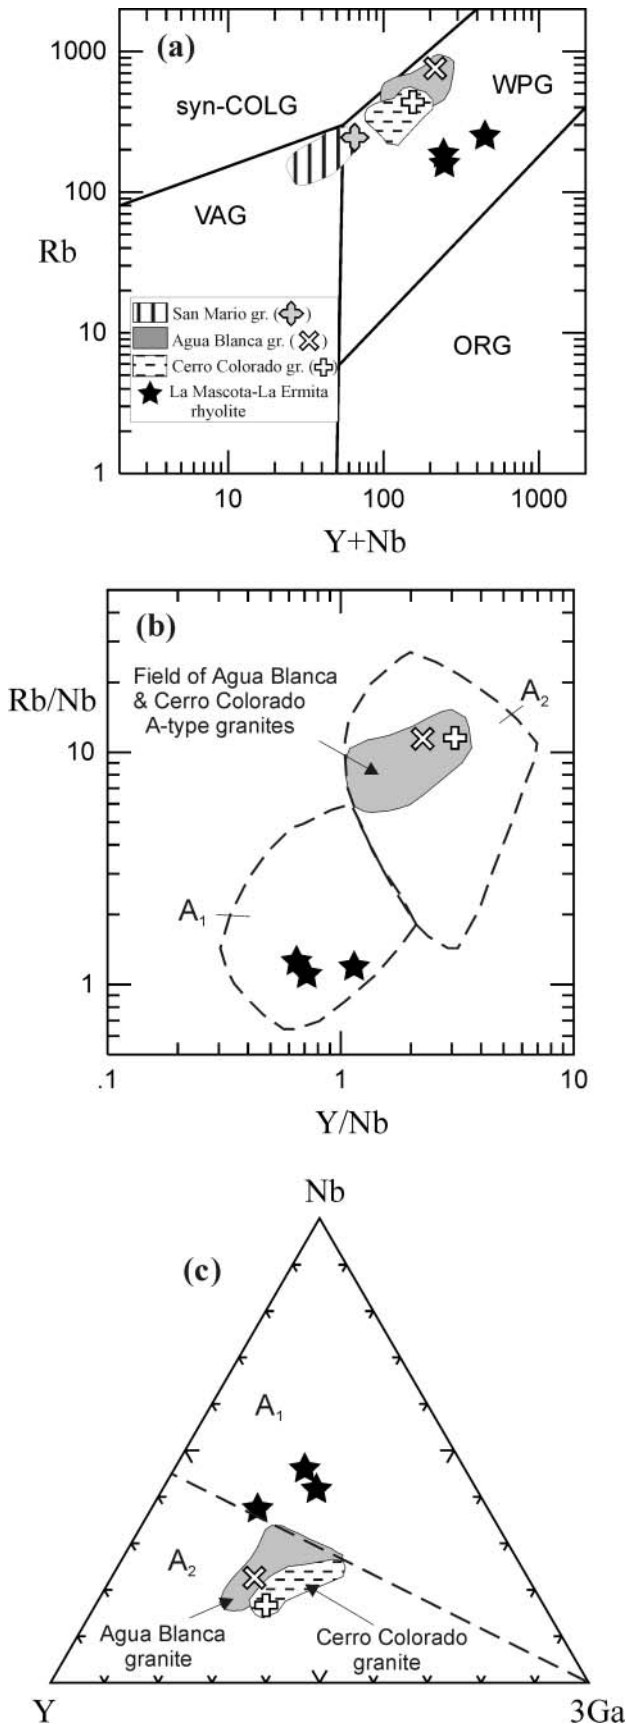 (a)
1000
syn-COLG
WPG
100
VAG
Rb
San Mario gr. ( )
Agua Blanca gr. ( )
10
Cerro Colorado gr. ( )
ORG
La Mascota-La Ermita
rhyolite
1
10
100
1000
Y+Nb
(b)
Field of Agua Blanca
& Cerro Colorado
A-type granites
Rb/Nb
A2
10
A1
1
.1
1
10
Y/Nb
Nb
(c)
A1
A2
Agua Blanca
granite
Cerro Colorado
granite
Y
3Ga